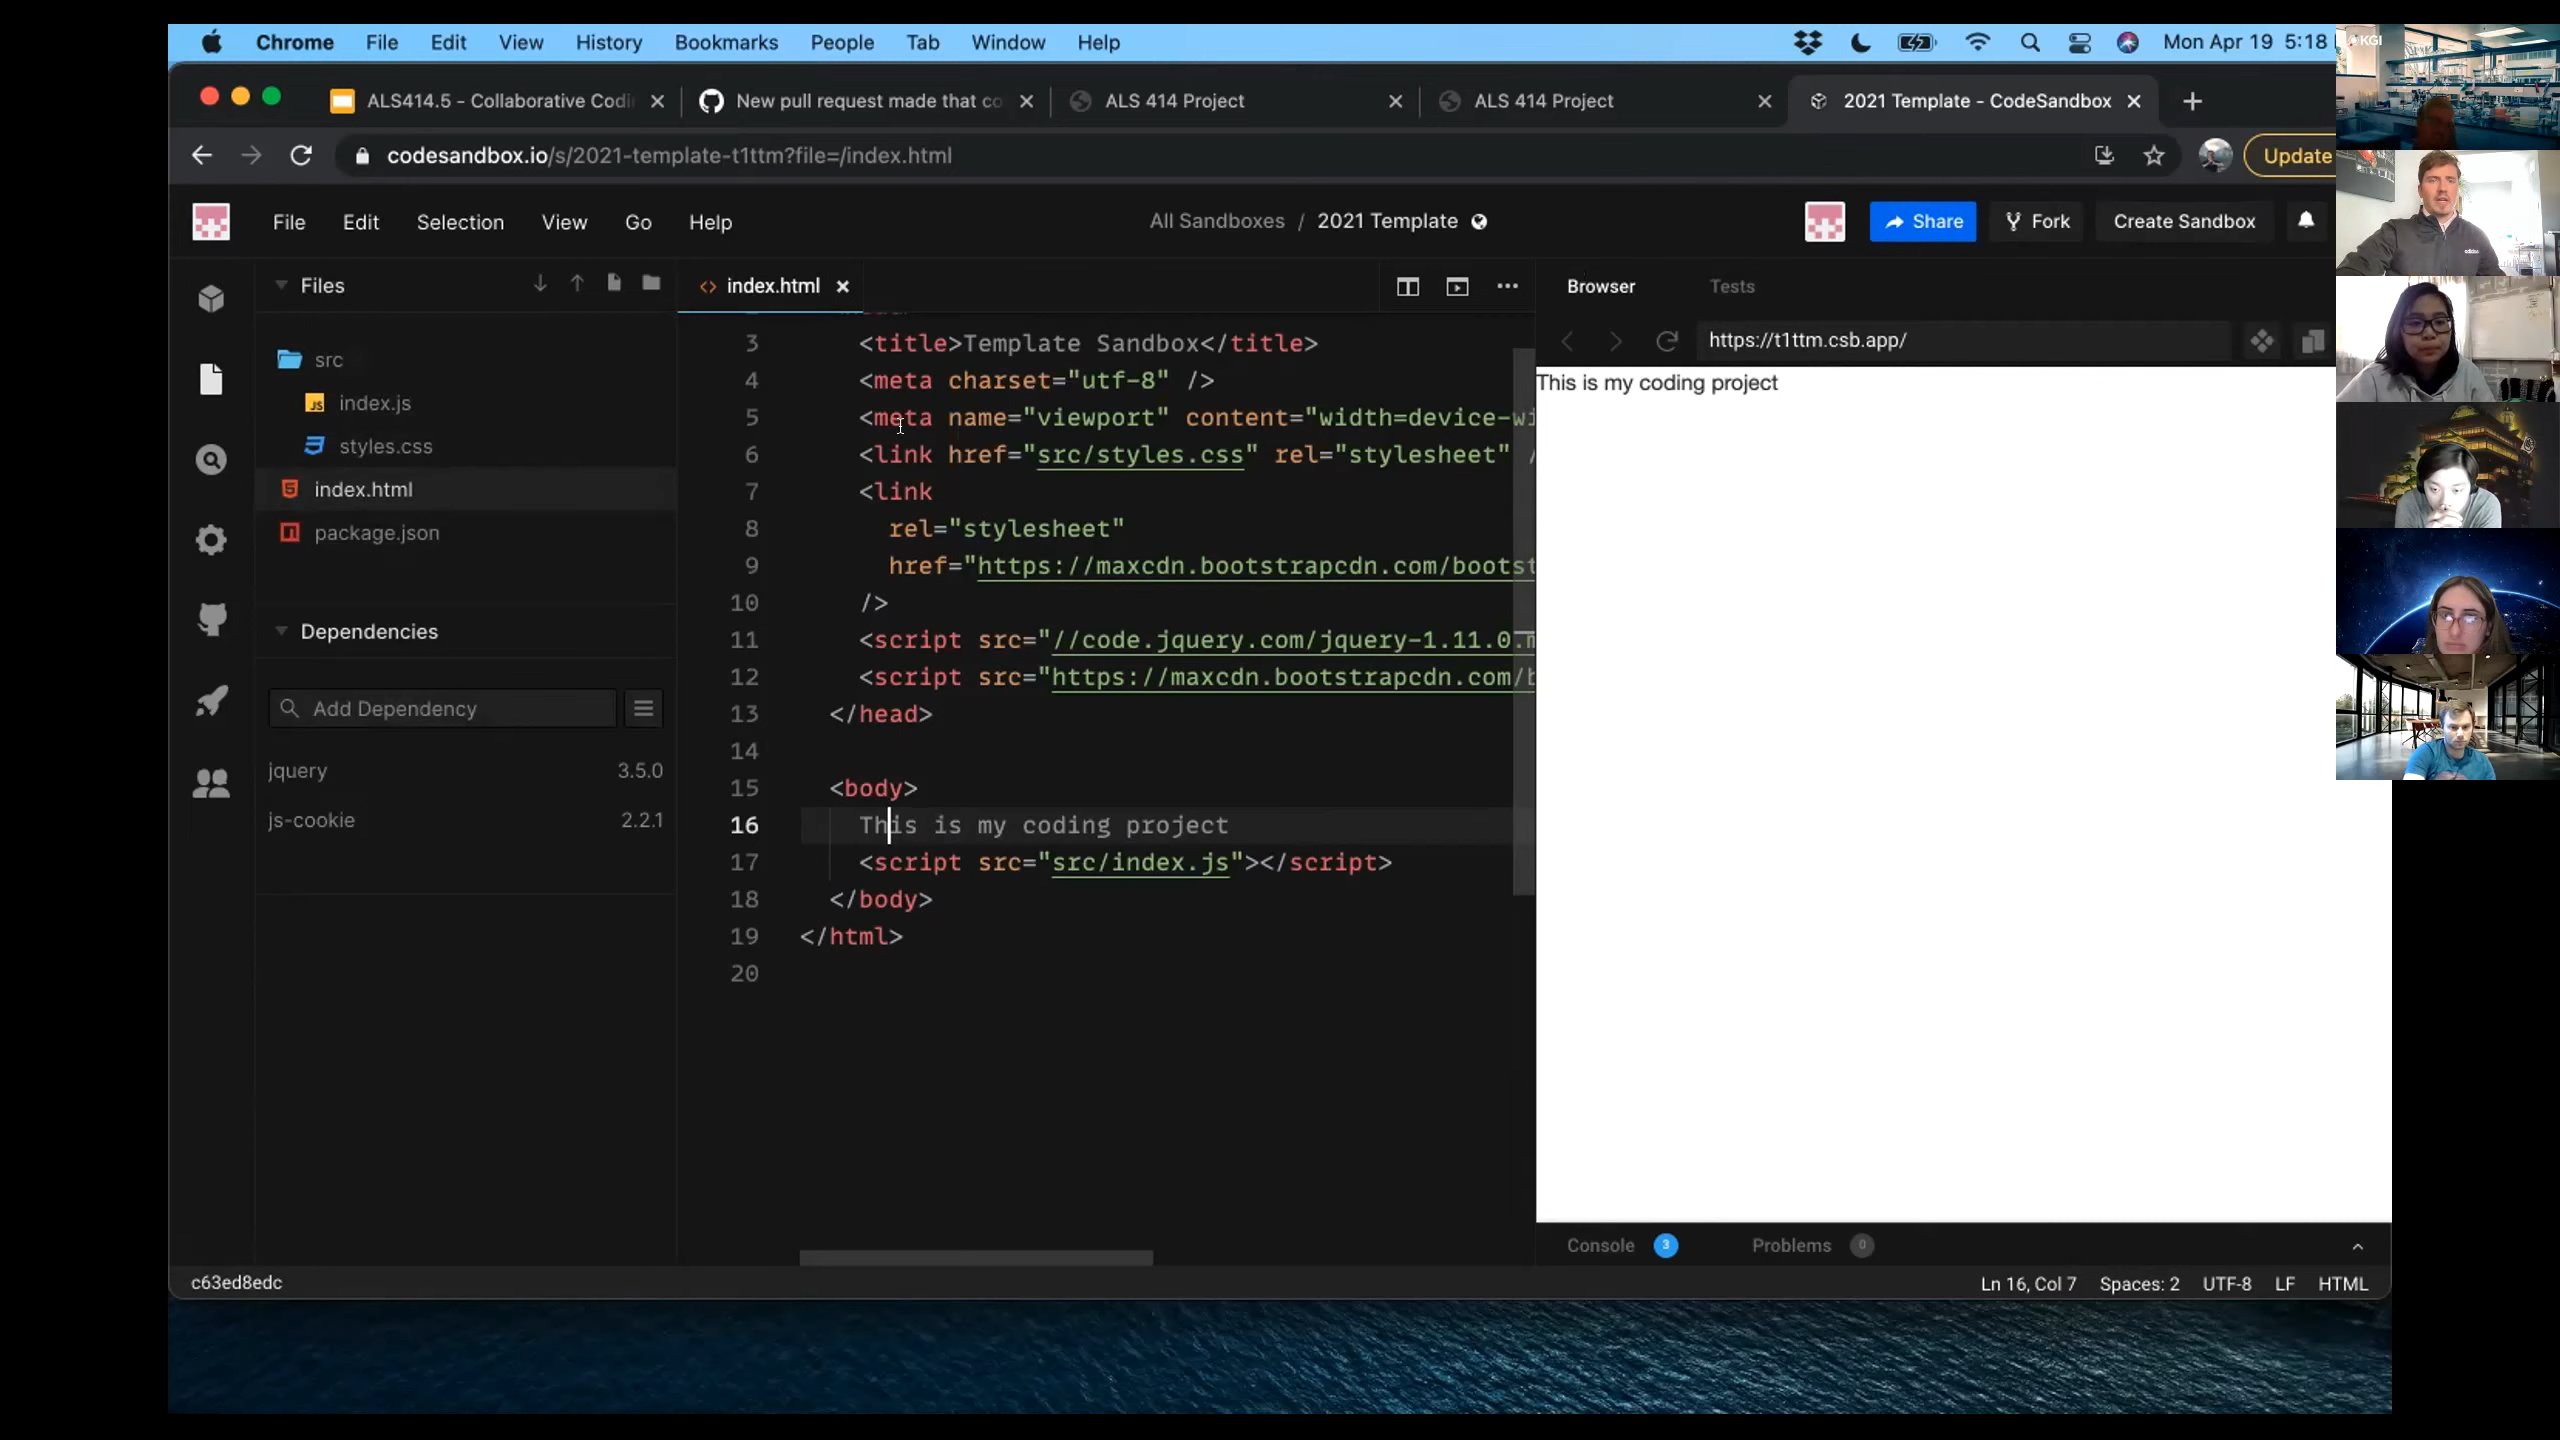 Chrome File Edit View History Bookmarks People Tab Window Help Mon Apr 19 5:18
KGI
ALS414.5 - Collaborative Codi
New pull request made that co
ALS 414 Project
ALS 414 Project
2021 Template - CodeSandbox
codesandbox.io/s/2021-template-t1ttm?file=/index.html
Update
File Edit Selection View Go Help
All Sandboxes / 2021 Template
Share
Fork
Create Sandbox
Files
src
index.js
styles.css
index.html
package.json
Dependencies
Add Dependency
jquery 3.5.0
js-cookie 2.2.1
index.html
3 <title>Template Sandbox</title>
4 <meta charset="utf-8" />
5 <meta name="viewport" content="width=device-wi
6 <link href="src/styles.css" rel="stylesheet" /
7 <link
8 rel="stylesheet"
9 href="https://maxcdn.bootstrapcdn.com/bootst
10 />
11 <script src="//code.jquery.com/jquery-1.11.0.m
12 <script src="https://maxcdn.bootstrapcdn.com/b
13 </head>
14
15 <body>
16 This is my coding project
17 <script src="src/index.js"></script>
18 </body>
19 </html>
20
Browser Tests
https://t1ttm.csb.app/
This is my coding project
Console 3 Problems 0
c63ed8edc
Ln 16, Col 7 Spaces: 2 UTF-8 LF HTML